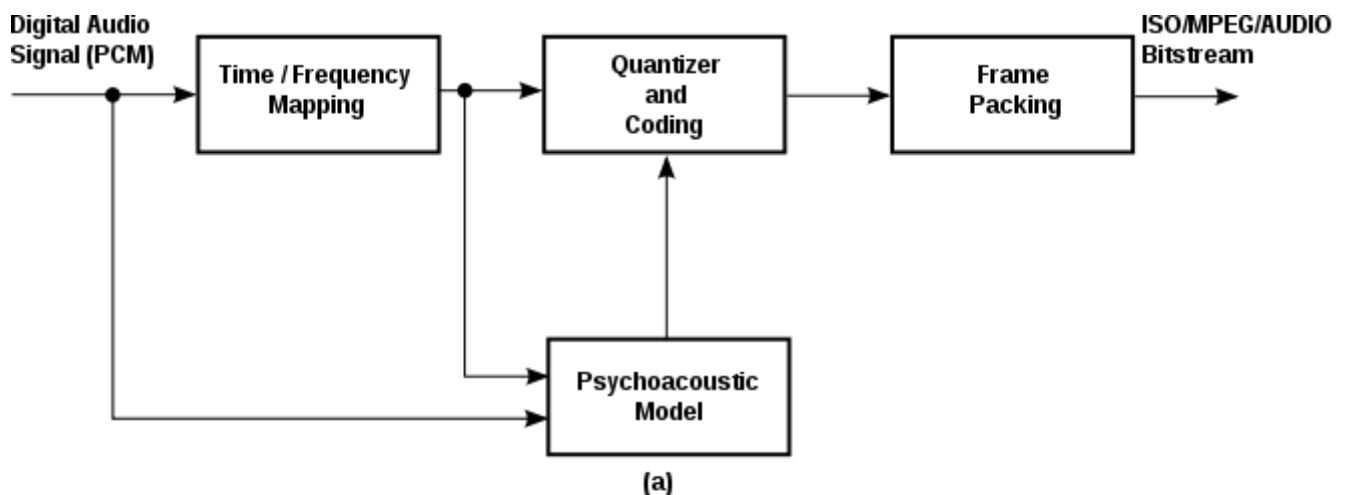 Digital Audio
Signal (PCM)
Time / Frequency
Mapping
Quantizer
and
Coding
Frame
Packing
ISO/MPEG/AUDIO
Bitstream
Psychoacoustic
Model
(a)